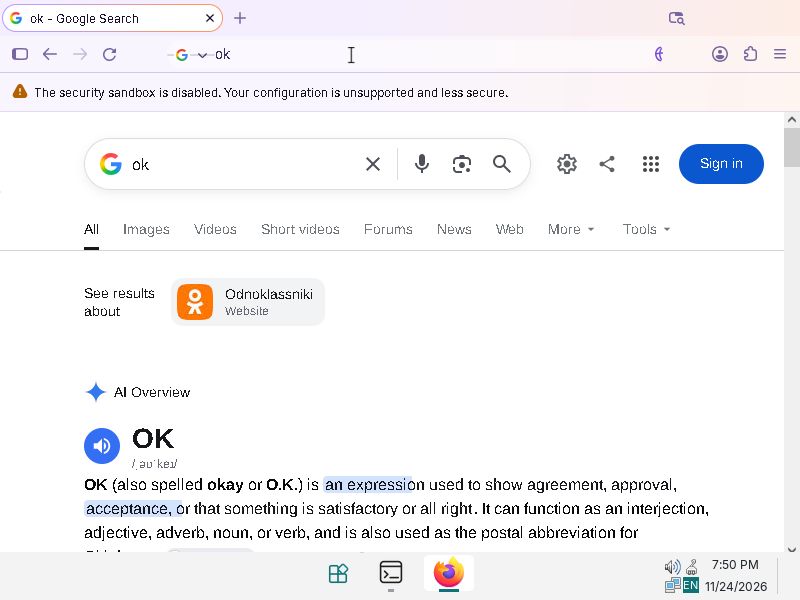 ok - Google Search
ok
The security sandbox is disabled. Your configuration is unsupported and less secure.
ok
Sign in
All Images Videos Short videos Forums News Web More Tools
See results about
Odnoklassniki
Website
AI Overview
OK
/ˌəʊˈkeɪ/
OK (also spelled okay or O.K.) is an expression used to show agreement, approval,
acceptance, or that something is satisfactory or all right. It can function as an interjection,
adjective, adverb, noun, or verb, and is also used as the postal abbreviation for
EN
7:50 PM
11/24/2026